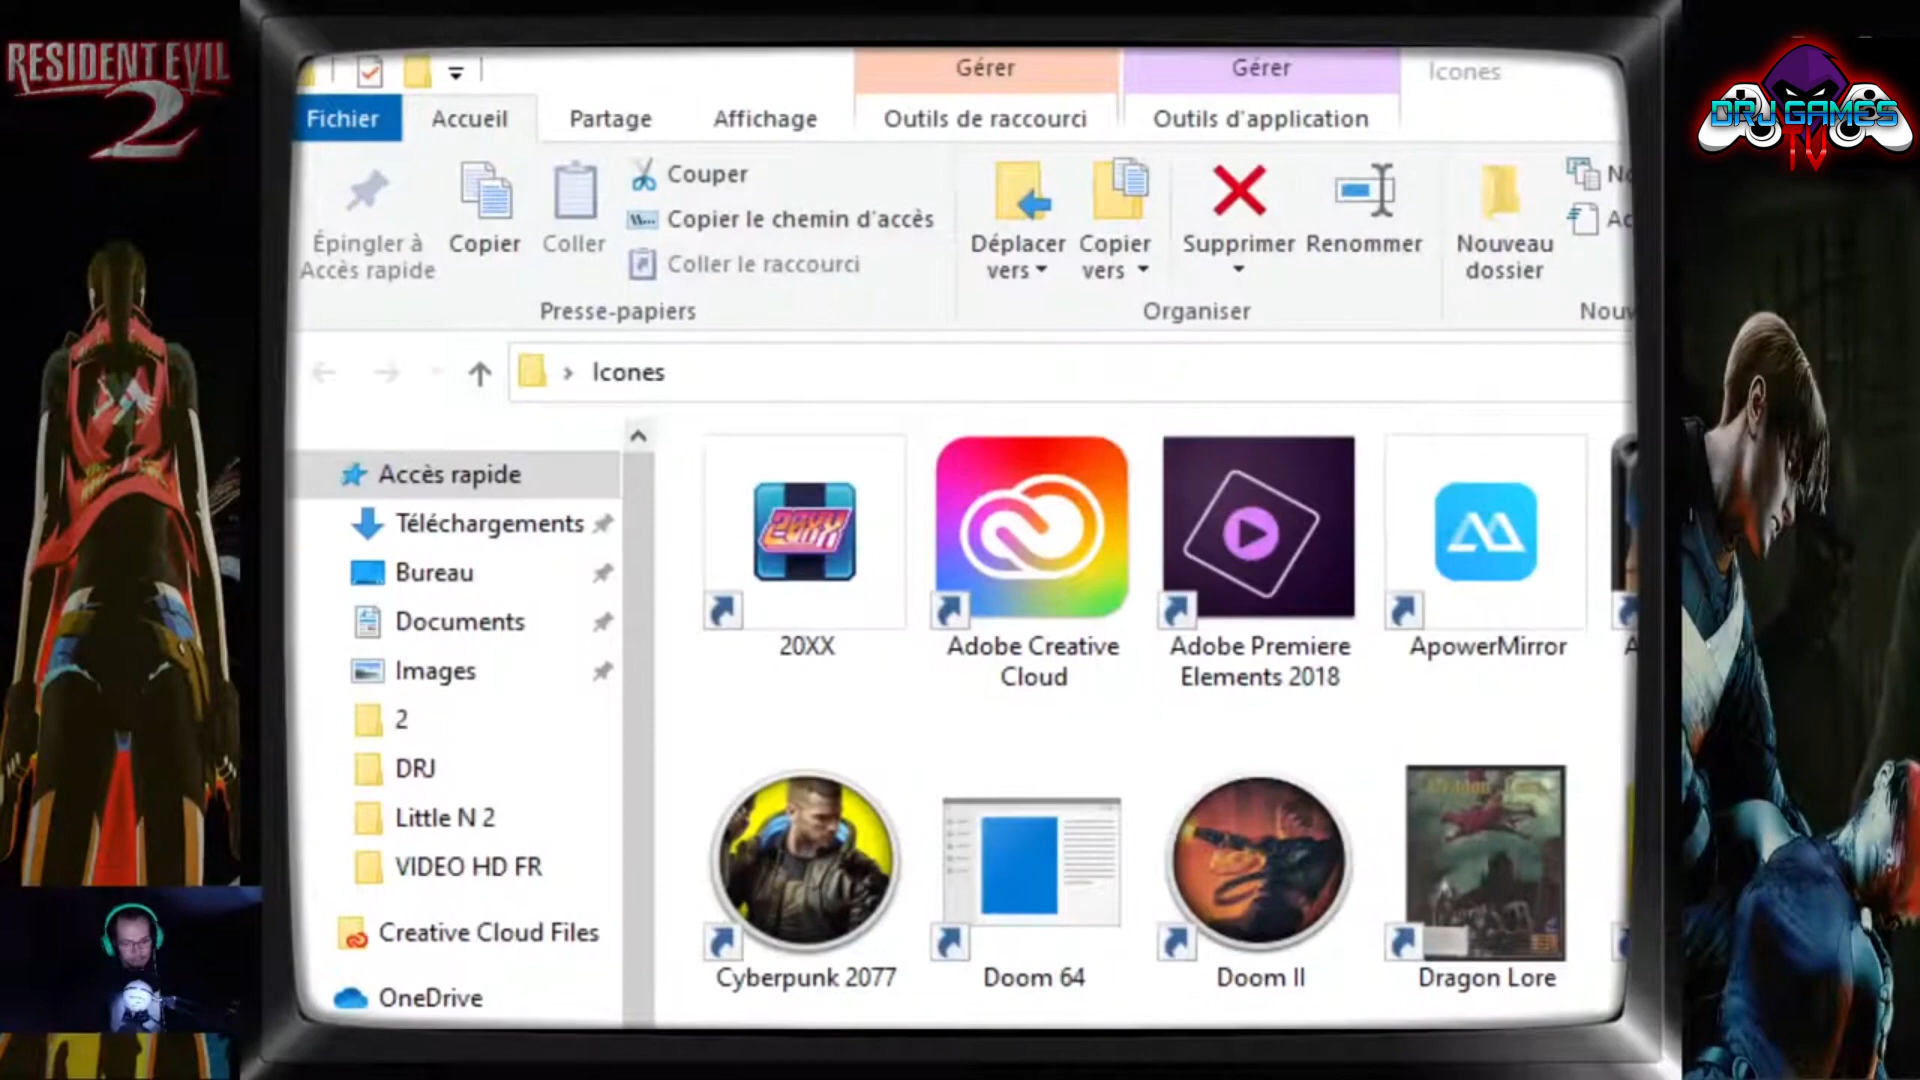 RESIDENT EVIL
2
DRJ GAMES
TV
Gérer
Gérer
Icones
Fichier
Accueil
Partage
Affichage
Outils de raccourci
Outils d'application
Épingler à
Accès rapide
Copier
Coller
Couper
Copier le chemin d'accès
Coller le raccourci
Presse-papiers
Déplacer
vers
Copier
vers
Supprimer
Renommer
Organiser
Nouveau
dossier
Icones
Accès rapide
Téléchargements
Bureau
Documents
Images
2
DRJ
Little N 2
VIDEO HD FR
Creative Cloud Files
OneDrive
20XX
20XX
Adobe Creative
Cloud
Adobe Premiere
Elements 2018
ApowerMirror
Cyberpunk 2077
Doom 64
Doom II
Dragon Lore
Dragon Lore